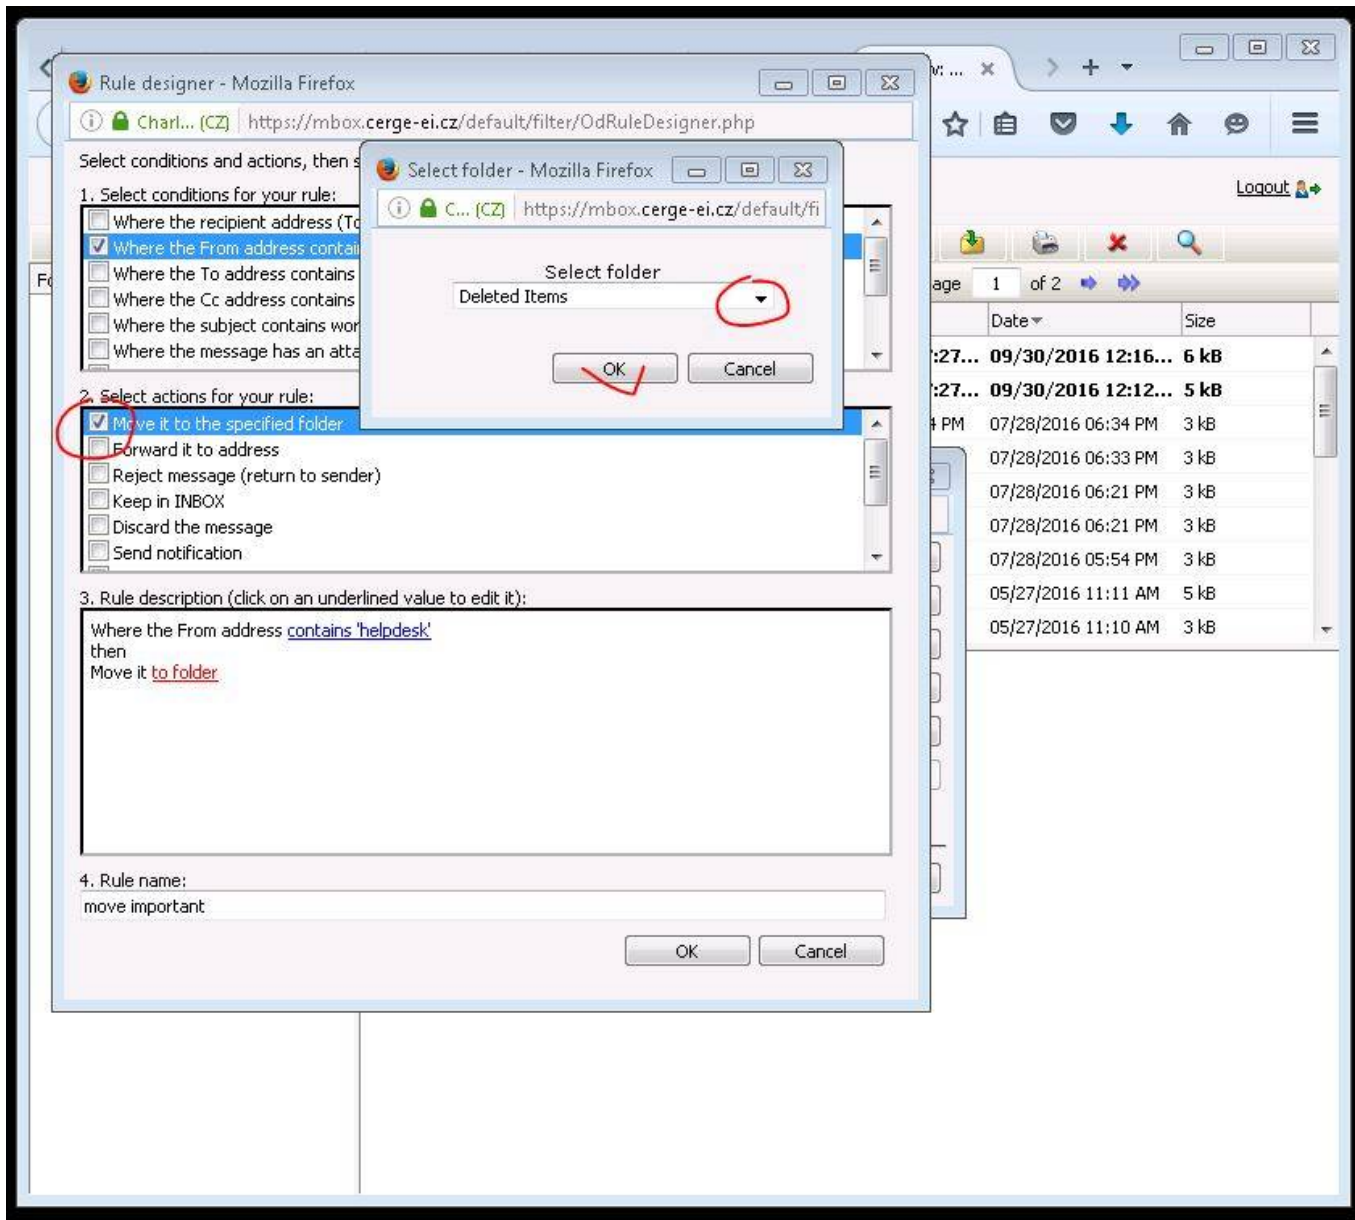 Rule designer - Mozilla Firefox
Charl... (CZ) https://mbox.cerge-ei.cz/default/filter/OdRuleDesigner.php
Logout
Select conditions and actions, then s
1. Select conditions for your rule:
Where the recipient address (To
Where the From address contai
Where the To address contains
Where the Cc address contains
Where the subject contains wor
Where the message has an atta
Select folder - Mozilla Firefox
C... (CZ) https://mbox.cerge-ei.cz/default/fi
Select folder
Deleted Items
OK Cancel
2. Select actions for your rule:
Move it to the specified folder
Forward it to address
Reject message (return to sender)
Keep in INBOX
Discard the message
Send notification
3. Rule description (click on an underlined value to edit it):
Where the From address contains 'helpdesk'
then
Move it to folder
4. Rule name:
move important
OK Cancel
age 1 of 2
Date Size
:27... 09/30/2016 12:16... 6 kB
:27... 09/30/2016 12:12... 5 kB
PM 07/28/2016 06:34 PM 3 kB
07/28/2016 06:33 PM 3 kB
07/28/2016 06:21 PM 3 kB
07/28/2016 06:21 PM 3 kB
07/28/2016 05:54 PM 3 kB
05/27/2016 11:11 AM 5 kB
05/27/2016 11:10 AM 3 kB